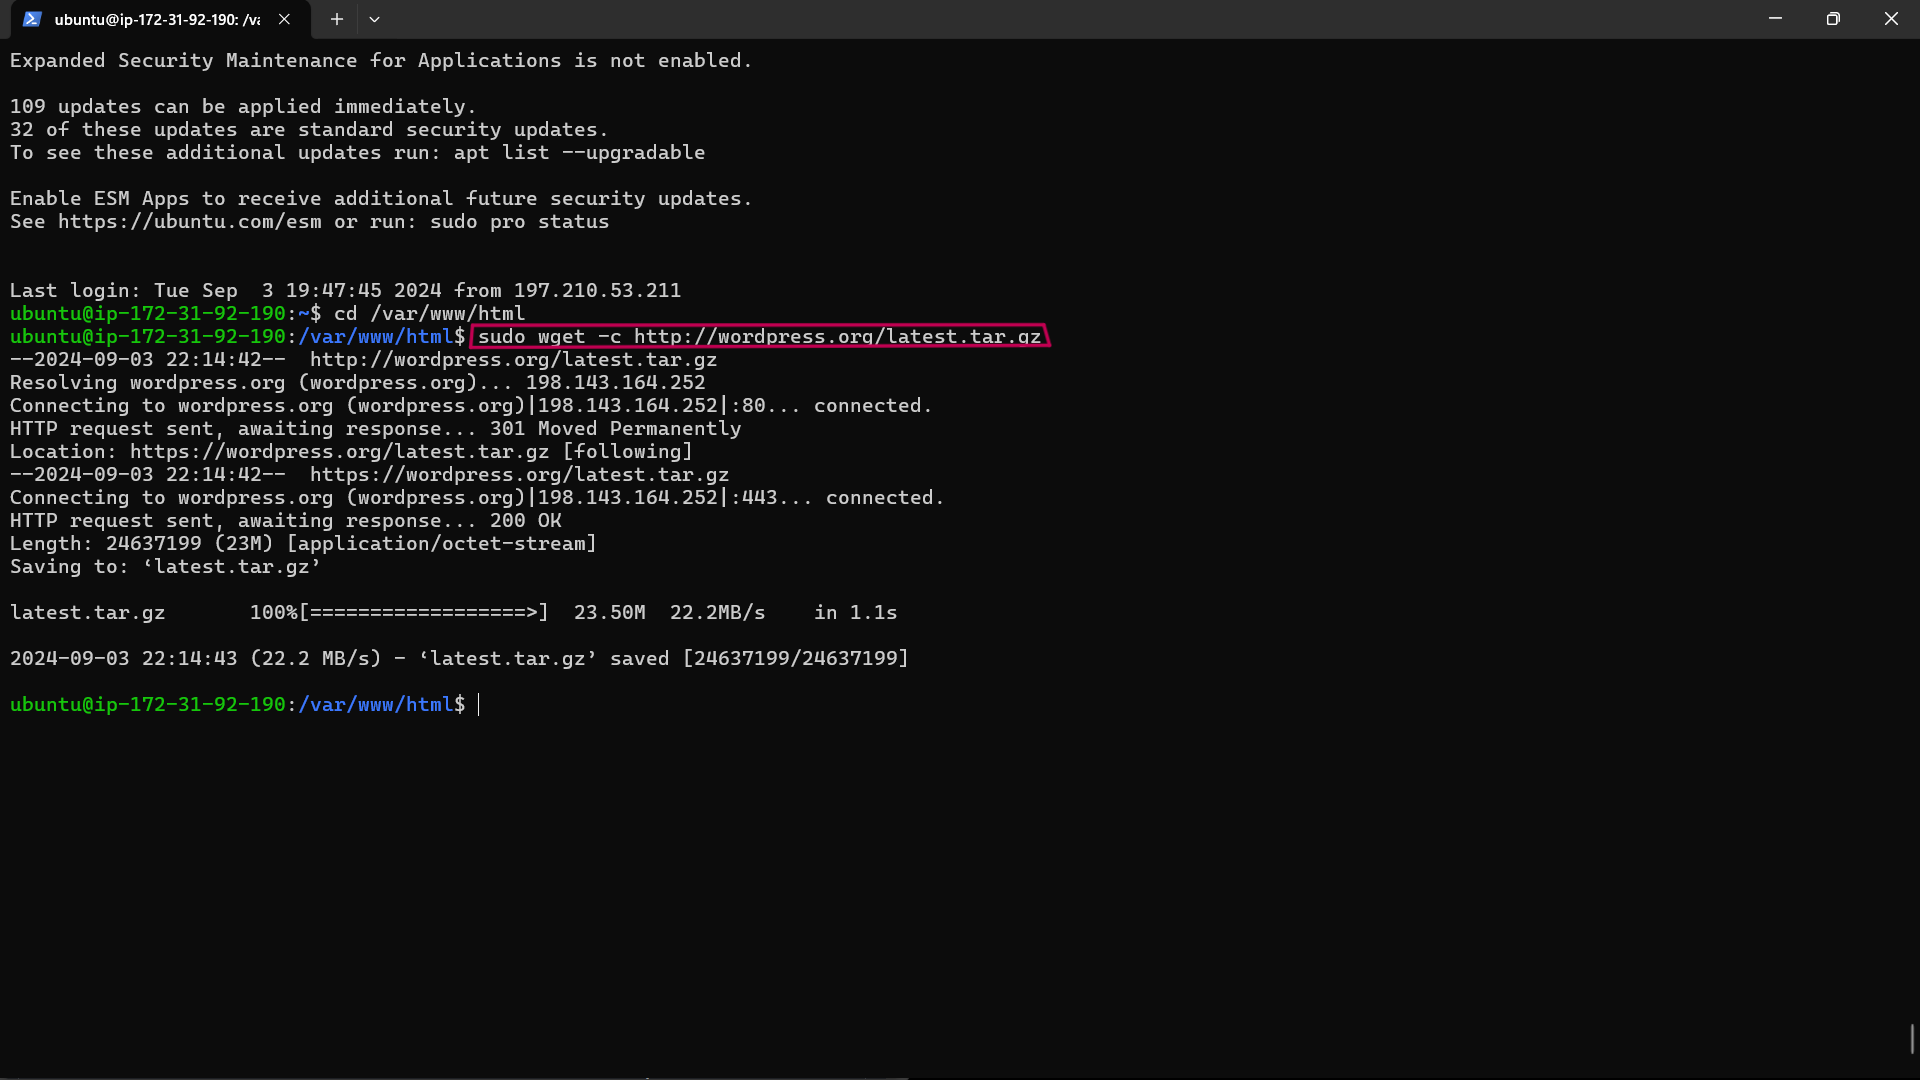 ubuntu@ip-172-31-92-190: /va
Expanded Security Maintenance for Applications is not enabled.
109 updates can be applied immediately.
32 of these updates are standard security updates.
To see these additional updates run: apt list --upgradable
Enable ESM Apps to receive additional future security updates.
See https://ubuntu.com/esm or run: sudo pro status
Last login: Tue Sep  3 19:47:45 2024 from 197.210.53.211
ubuntu@ip-172-31-92-190:~$ cd /var/www/html
ubuntu@ip-172-31-92-190:/var/www/html$ sudo wget -c http://wordpress.org/latest.tar.gz
--2024-09-03 22:14:42--  http://wordpress.org/latest.tar.gz
Resolving wordpress.org (wordpress.org)... 198.143.164.252
Connecting to wordpress.org (wordpress.org)|198.143.164.252|:80... connected.
HTTP request sent, awaiting response... 301 Moved Permanently
Location: https://wordpress.org/latest.tar.gz [following]
--2024-09-03 22:14:42--  https://wordpress.org/latest.tar.gz
Connecting to wordpress.org (wordpress.org)|198.143.164.252|:443... connected.
HTTP request sent, awaiting response... 200 OK
Length: 24637199 (23M) [application/octet-stream]
Saving to: ‘latest.tar.gz’
latest.tar.gz       100%[==================>]  23.50M  22.2MB/s    in 1.1s
2024-09-03 22:14:43 (22.2 MB/s) - ‘latest.tar.gz’ saved [24637199/24637199]
ubuntu@ip-172-31-92-190:/var/www/html$